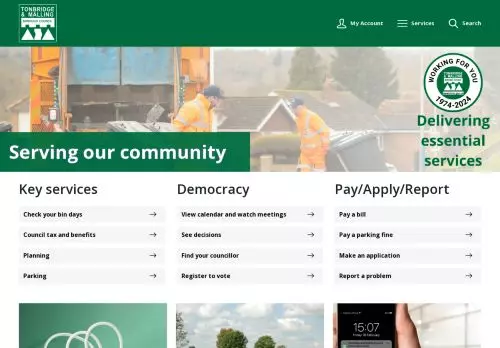 TONBRIDGE
& MALLING
BOROUGH COUNCIL
My Account
Services
Search
WORKING FOR YOU
TONBRIDGE
& MALLING
1974-2024
Delivering
essential
services
Serving our community
Key services
Check your bin days
Council tax and benefits
Planning
Parking
Democracy
View calendar and watch meetings
See decisions
Find your councillor
Register to vote
Pay/Apply/Report
Pay a bill
Pay a parking fine
Make an application
Report a problem
15:07